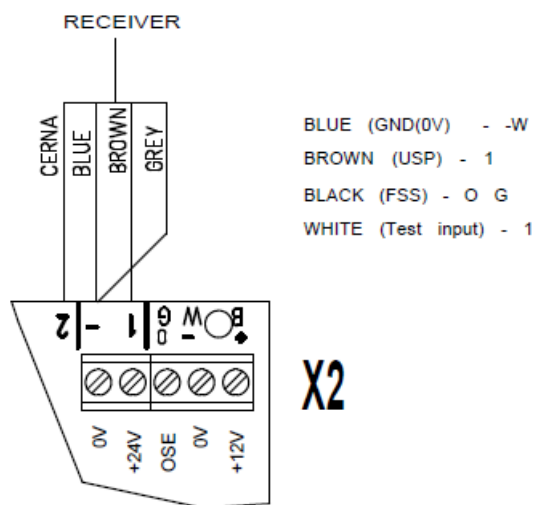 RECEIVER
CERNA
BLUE
BROWN
GREY
BLUE (GND(0V) - -W
BROWN (USP) - 1
BLACK (FSS) - O G
WHITE (Test input) - 1
2 - 1 G - W B
0V
+24V
OSE
0V
+12V
X2